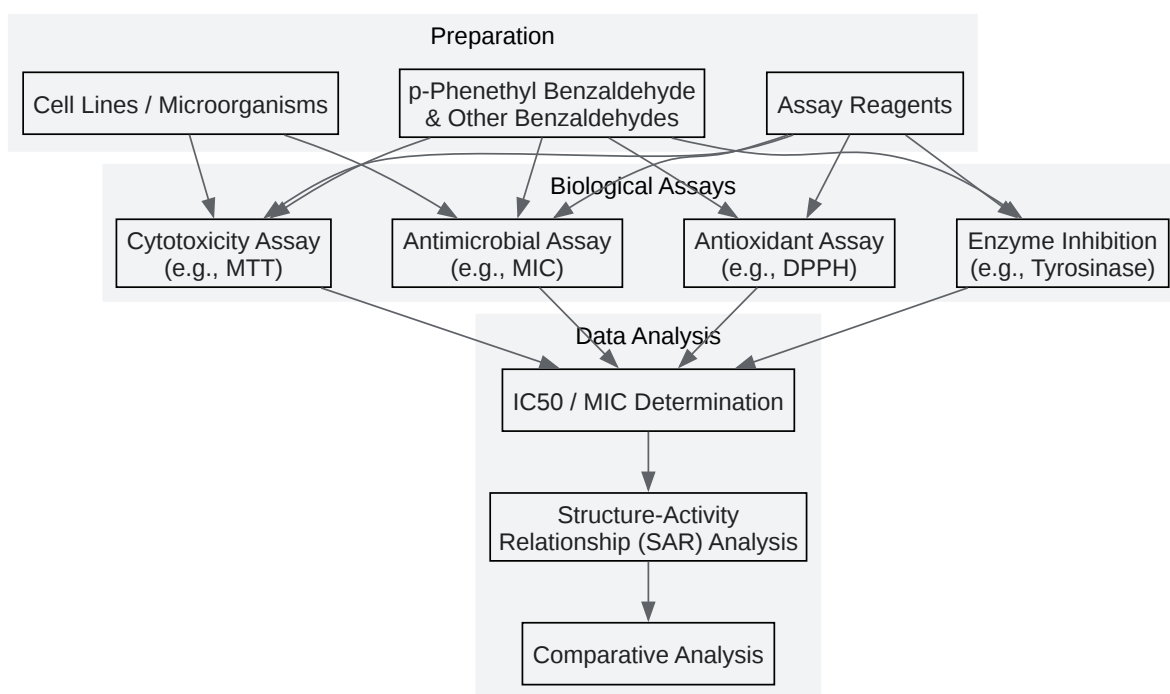 Preparation
Cell Lines / Microorganisms
p-Phenethyl Benzaldehyde
& Other Benzaldehydes
Assay Reagents
Biological Assays
Cytotoxicity Assay
(e.g., MTT)
Antimicrobial Assay
(e.g., MIC)
Antioxidant Assay
(e.g., DPPH)
Enzyme Inhibition
(e.g., Tyrosinase)
Data Analysis
IC50 / MIC Determination
Structure-Activity
Relationship (SAR) Analysis
Comparative Analysis